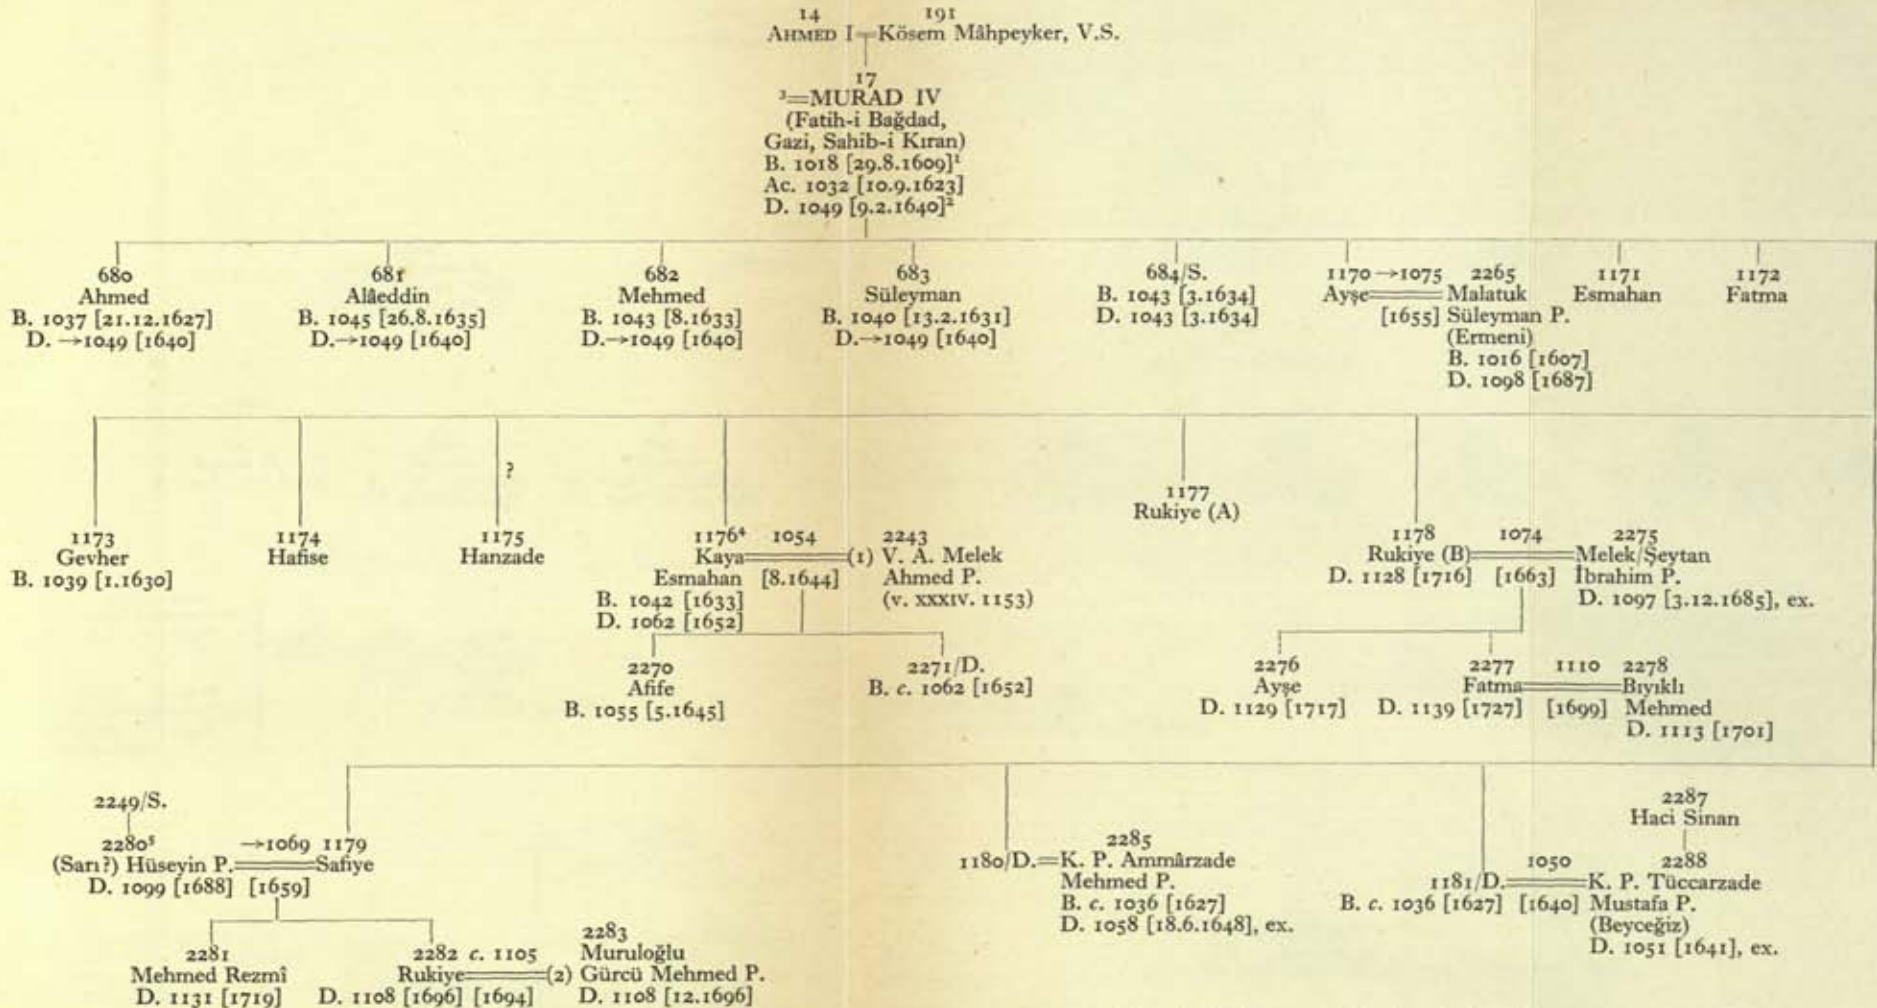 14 191
AHMED I Kösem Mâhpeyker, V.S.
17
³=MURAD IV
(Fatih-i Bağdad,
Gazi, Sahib-i Kıran)
B. 1018 [29.8.1609]¹
Ac. 1032 [10.9.1623]
D. 1049 [9.2.1640]²
680
Ahmed
B. 1037 [21.12.1627]
D. →1049 [1640]
681
Alâeddin
B. 1045 [26.8.1635]
D.→1049 [1640]
682
Mehmed
B. 1043 [8.1633]
D.→1049 [1640]
683
Süleyman
B. 1040 [13.2.1631]
D.→1049 [1640]
684/S.
B. 1043 [3.1634]
D. 1043 [3.1634]
1170 →1075 2265
Ayşe Malatuk
[1655] Süleyman P.
(Ermeni)
B. 1016 [1607]
D. 1098 [1687]
1171
Esmahan
1172
Fatma
1173
Gevher
B. 1039 [1.1630]
1174
Hafise
?
1175
Hanzade
1176⁴ 1054 2243
Kaya (1) V. A. Melek
Esmahan [8.1644] Ahmed P.
B. 1042 [1633] (v. XXXIV. 1153)
D. 1062 [1652]
2270
Afife
B. 1055 [5.1645]
2271/D.
B. c. 1062 [1652]
1177
Rukiye (A)
1178 1074 2275
Rukiye (B) Melek/Şeytan
D. 1128 [1716] [1663] İbrahim P.
D. 1097 [3.12.1685], ex.
2276
Ayşe
D. 1129 [1717]
2277 1110 2278
Fatma Bıyıklı
D. 1139 [1727] [1699] Mehmed
D. 1113 [1701]
2249/S.
2280⁵ →1069 1179
(Sarı?) Hüseyin P. Safiye
D. 1099 [1688] [1659]
2281
Mehmed Rezmî
D. 1131 [1719]
2282 c. 1105 2283
Rukiye (2) Muruloğlu
Gürcü Mehmed P.
D. 1108 [1696] [1694] D. 1108 [12.1696]
2285
1180/D.=K. P. Ammârzade
Mehmed P.
B. c. 1036 [1627]
D. 1058 [18.6.1648], ex.
2287
Haci Sinan
1050 2288
1181/D. K. P. Tüccarzade
B. c. 1036 [1627] [1640] Mustafa P.
(Beyceğiz)
D. 1051 [1641], ex.